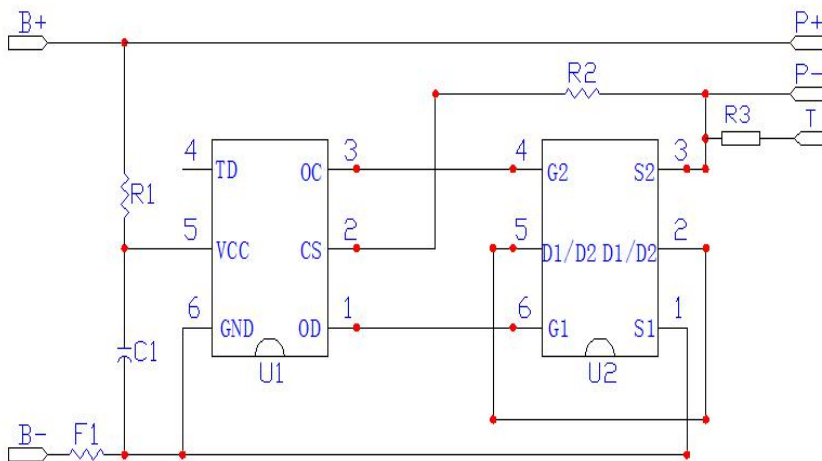 B+ P+
R2 P-
R3 T
4 TD OC 3 4 G2 S2 3
R1
5 VCC CS 2 5 D1/D2 D1/D2 2
6 GND OD 1 6 G1 S1 1
C1 U1 U2
B- F1